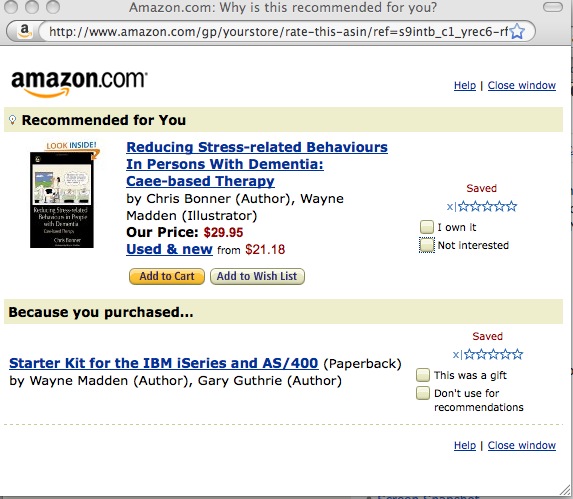 Amazon.com: Why is this recommended for you?
http://www.amazon.com/gp/yourstore/rate-this-asin/ref=s9intb_c1_yrec6-rf
amazon.com
Help | Close window
Recommended for You
LOOK INSIDE!
Reducing Stress-related
Behaviours in People
with Dementia
Care-based Therapy
Chris Bonner
Reducing Stress-related Behaviours
In Persons With Dementia:
Caee-based Therapy
by Chris Bonner (Author), Wayne
Madden (Illustrator)
Our Price: $29.95
Used & new from $21.18
Add to Cart
Add to Wish List
Saved
x|
I own it
Not interested
Because you purchased...
Starter Kit for the IBM iSeries and AS/400 (Paperback)
by Wayne Madden (Author), Gary Guthrie (Author)
Saved
x|
This was a gift
Don't use for
recommendations
Help | Close window